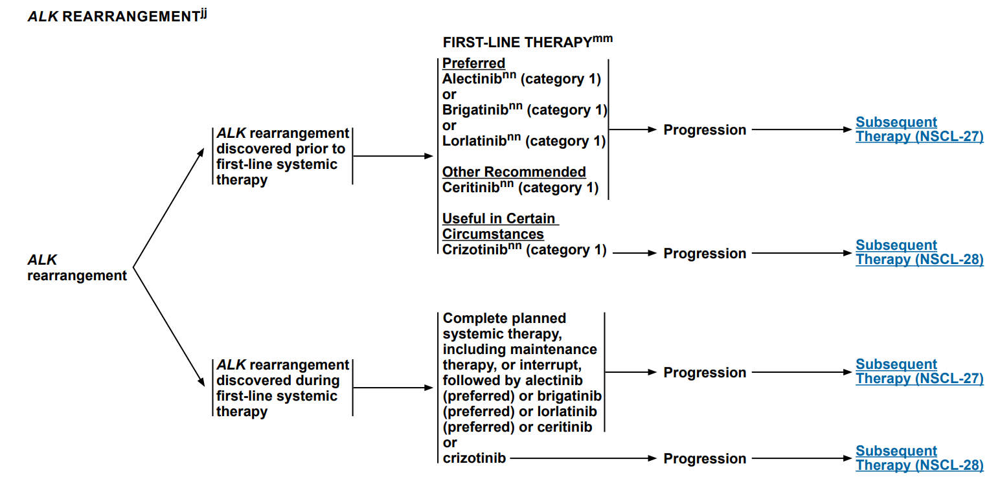 ALK REARRANGEMENTjj
FIRST-LINE THERAPYmm
ALK
rearrangement
ALK rearrangement
discovered prior to
first-line systemic
therapy
Preferred
Alectinibnn (category 1)
or
Brigatinibnn (category 1)
or
Lorlatinibnn (category 1)
Other Recommended
Ceritinibnn (category 1)
Progression
Subsequent
Therapy (NSCL-27)
Useful in Certain
Circumstances
Crizotinibnn (category 1)
Progression
Subsequent
Therapy (NSCL-28)
ALK rearrangement
discovered during
first-line systemic
therapy
Complete planned
systemic therapy,
including maintenance
therapy, or interrupt,
followed by alectinib
(preferred) or brigatinib
(preferred) or lorlatinib
(preferred) or ceritinib
or
crizotinib
Progression
Subsequent
Therapy (NSCL-27)
Progression
Subsequent
Therapy (NSCL-28)